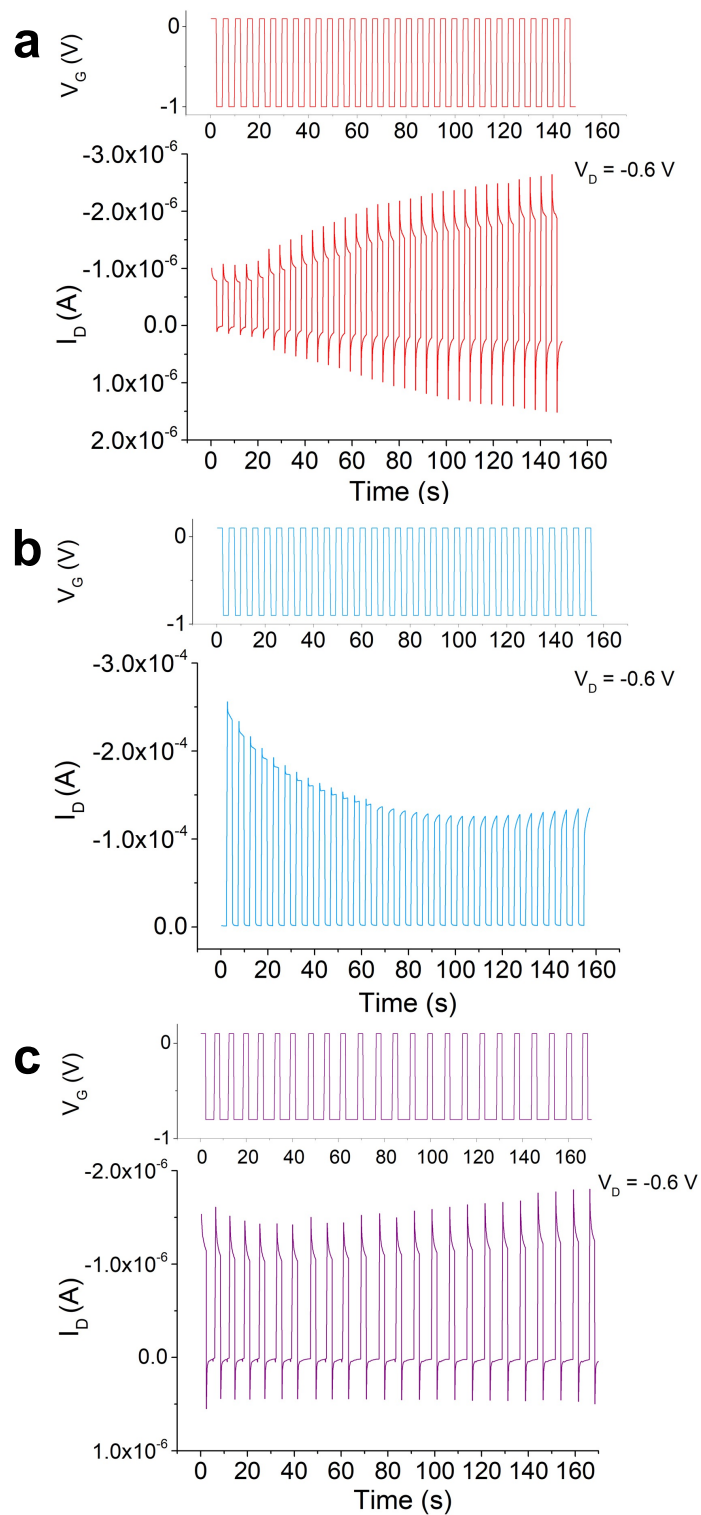 a
V_G (V)
0
-1
0 20 40 60 80 100 120 140 160
V_D = -0.6 V
I_D (A)
-3.0x10^-6
-2.0x10^-6
-1.0x10^-6
0.0
1.0x10^-6
2.0x10^-6
0 20 40 60 80 100 120 140 160
Time (s)
b
V_G (V)
0
-1
0 20 40 60 80 100 120 140 160
V_D = -0.6 V
I_D (A)
-3.0x10^-4
-2.0x10^-4
-1.0x10^-4
0.0
0 20 40 60 80 100 120 140 160
Time (s)
c
V_G (V)
0
-1
0 20 40 60 80 100 120 140 160
V_D = -0.6 V
I_D (A)
-2.0x10^-6
-1.0x10^-6
0.0
1.0x10^-6
0 20 40 60 80 100 120 140 160
Time (s)